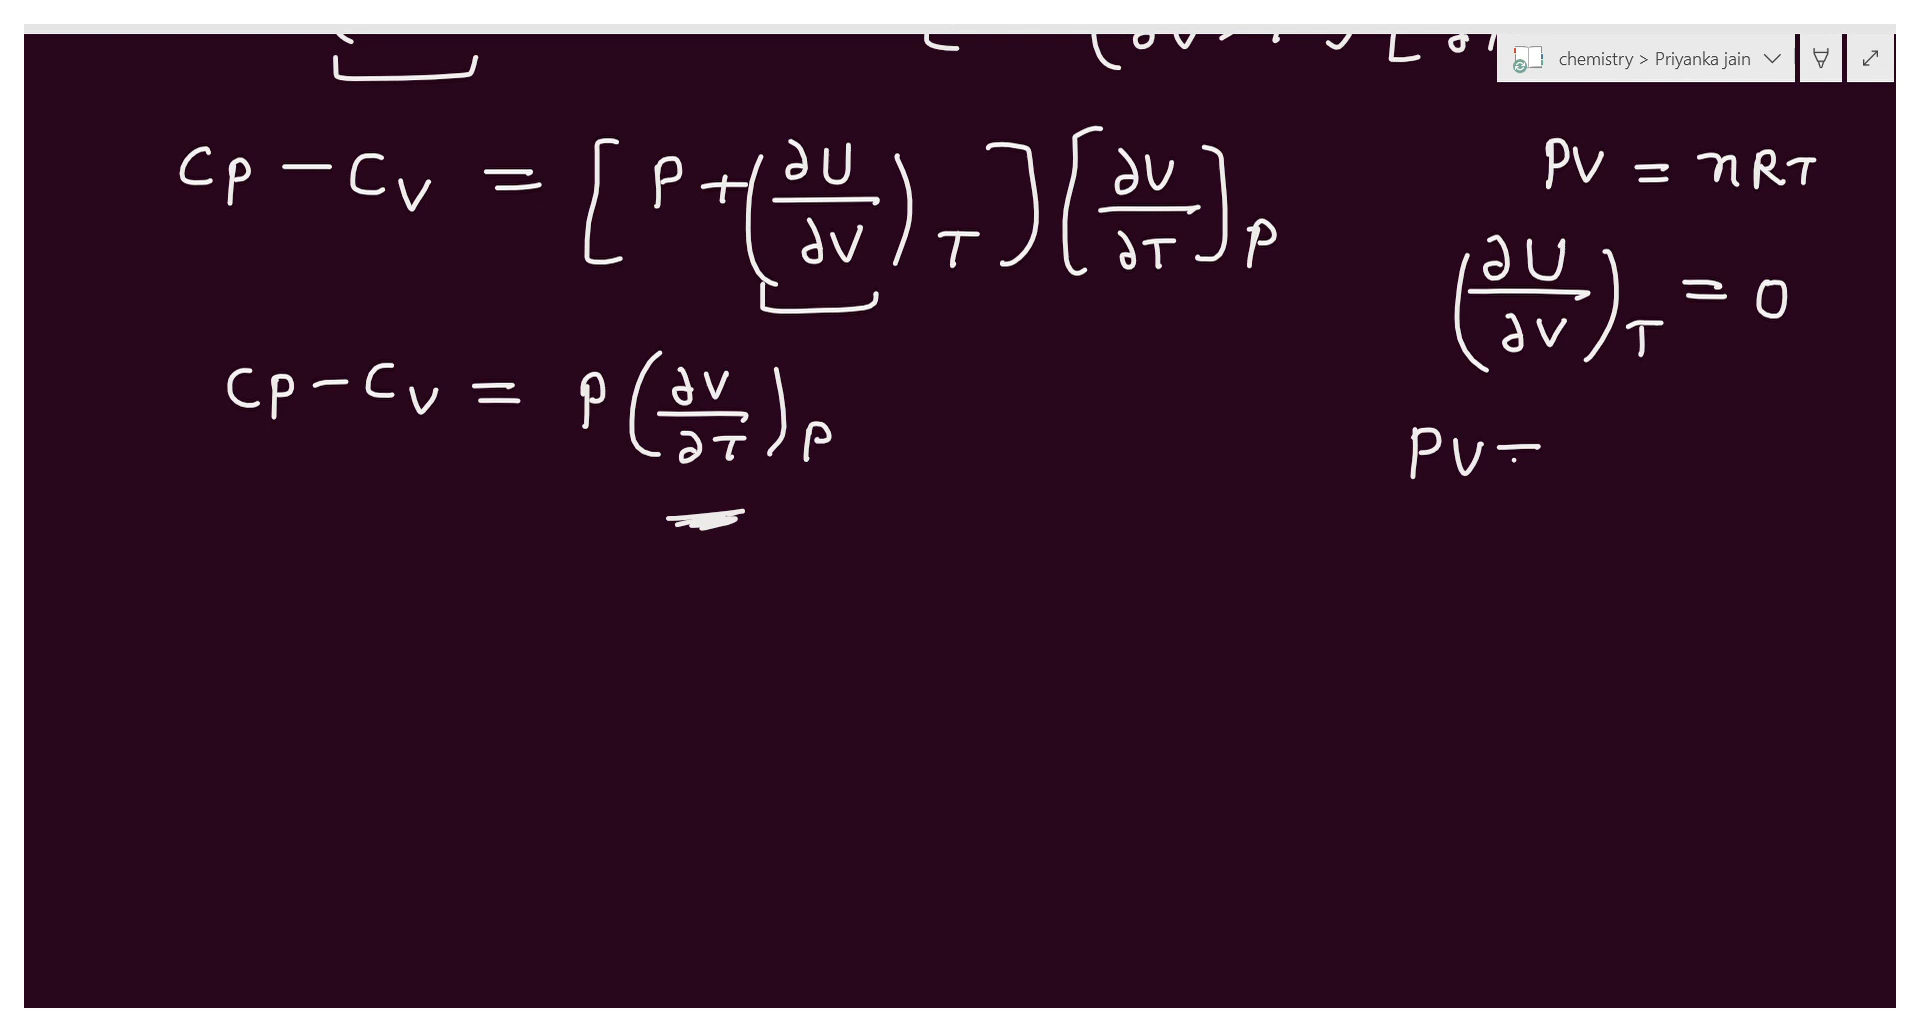 chemistry > Priyanka jain
Cp - Cv = [P + (∂U/∂V)T] [∂V/∂T]P
PV = nRT
(∂U/∂V)T = 0
Cp - Cv = P(∂V/∂T)P
PV =